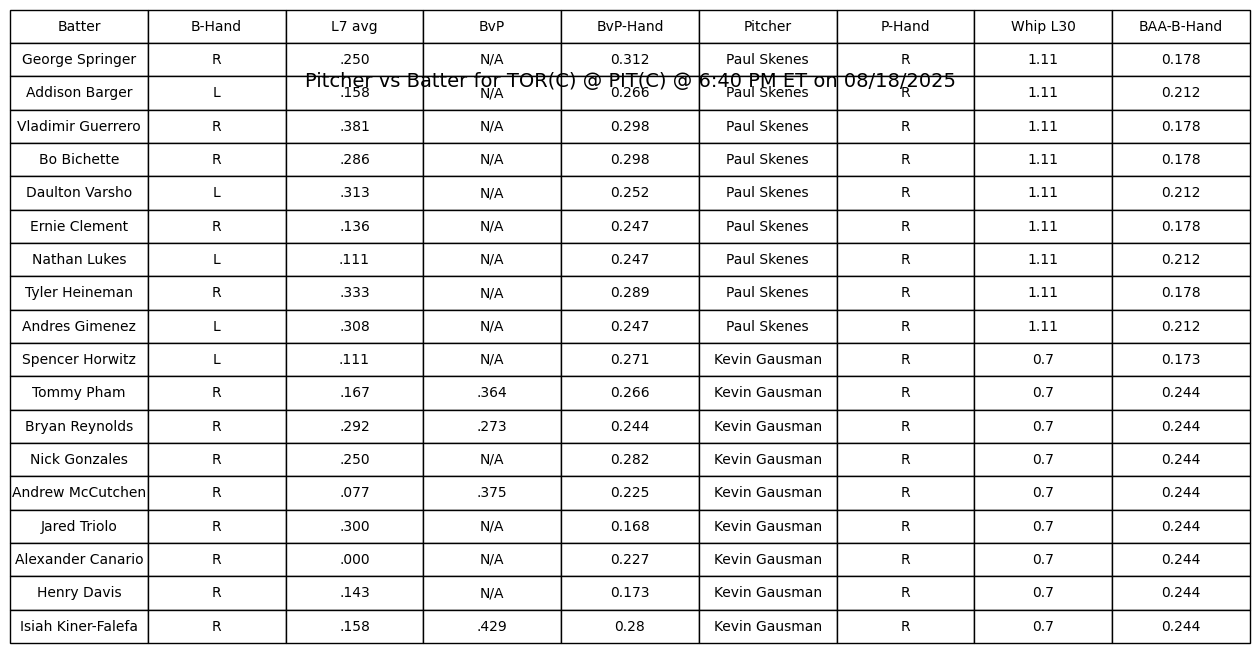 Batter B-Hand L7 avg BvP BvP-Hand Pitcher P-Hand Whip L30 BAA-B-Hand
George Springer R .250 N/A 0.312 Paul Skenes R 1.11 0.178
Pitcher vs Batter for TOR(C) @ PIT(C) @ 6:40 PM ET on 08/18/2025
Addison Barger L .158 N/A 0.266 Paul Skenes R 1.11 0.212
Vladimir Guerrero R .381 N/A 0.298 Paul Skenes R 1.11 0.178
Bo Bichette R .286 N/A 0.298 Paul Skenes R 1.11 0.178
Daulton Varsho L .313 N/A 0.252 Paul Skenes R 1.11 0.212
Ernie Clement R .136 N/A 0.247 Paul Skenes R 1.11 0.178
Nathan Lukes L .111 N/A 0.247 Paul Skenes R 1.11 0.212
Tyler Heineman R .333 N/A 0.289 Paul Skenes R 1.11 0.178
Andres Gimenez L .308 N/A 0.247 Paul Skenes R 1.11 0.212
Spencer Horwitz L .111 N/A 0.271 Kevin Gausman R 0.7 0.173
Tommy Pham R .167 .364 0.266 Kevin Gausman R 0.7 0.244
Bryan Reynolds R .292 .273 0.244 Kevin Gausman R 0.7 0.244
Nick Gonzales R .250 N/A 0.282 Kevin Gausman R 0.7 0.244
Andrew McCutchen R .077 .375 0.225 Kevin Gausman R 0.7 0.244
Jared Triolo R .300 N/A 0.168 Kevin Gausman R 0.7 0.244
Alexander Canario R .000 N/A 0.227 Kevin Gausman R 0.7 0.244
Henry Davis R .143 N/A 0.173 Kevin Gausman R 0.7 0.244
Isiah Kiner-Falefa R .158 .429 0.28 Kevin Gausman R 0.7 0.244